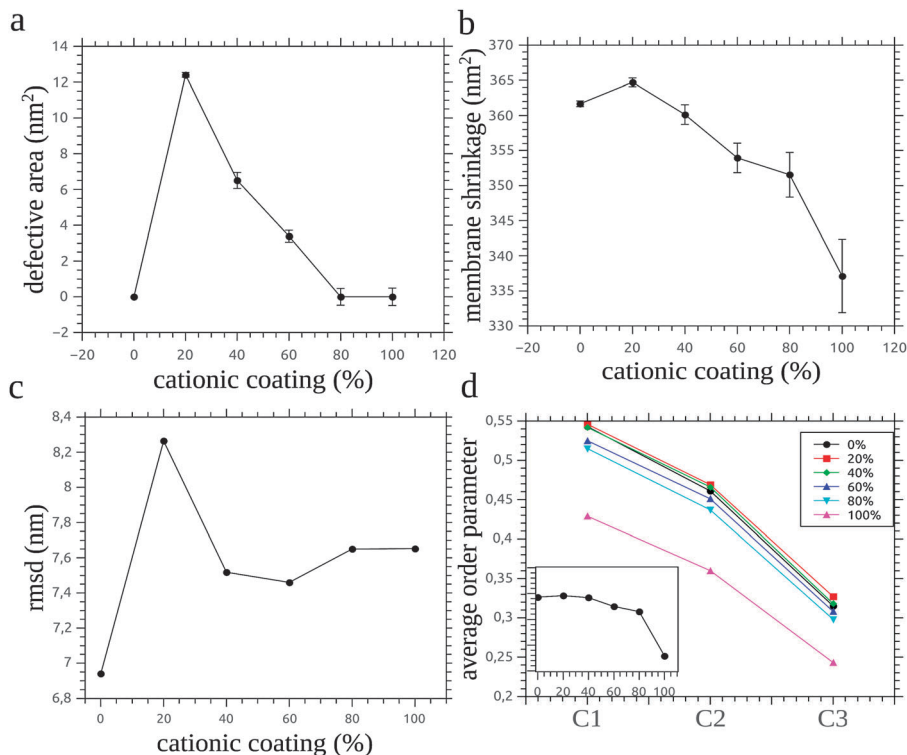 a
14
12
10
8
6
4
2
0
−2
defective area (nm²)
−20 0 20 40 60 80 100 120
cationic coating (%)
b
370
365
360
355
350
345
340
335
330
membrane shrinkage (nm²)
−20 0 20 40 60 80 100 120
cationic coating (%)
c
8,4
8,2
8
7,8
7,6
7,4
7,2
7
6,8
rmsd (nm)
0 20 40 60 80 100
cationic coating (%)
d
0,55
0,5
0,45
0,4
0,35
0,3
0,25
0,2
average order parameter
0%
20%
40%
60%
80%
100%
0 20 40 60 80 100
C1 C2 C3